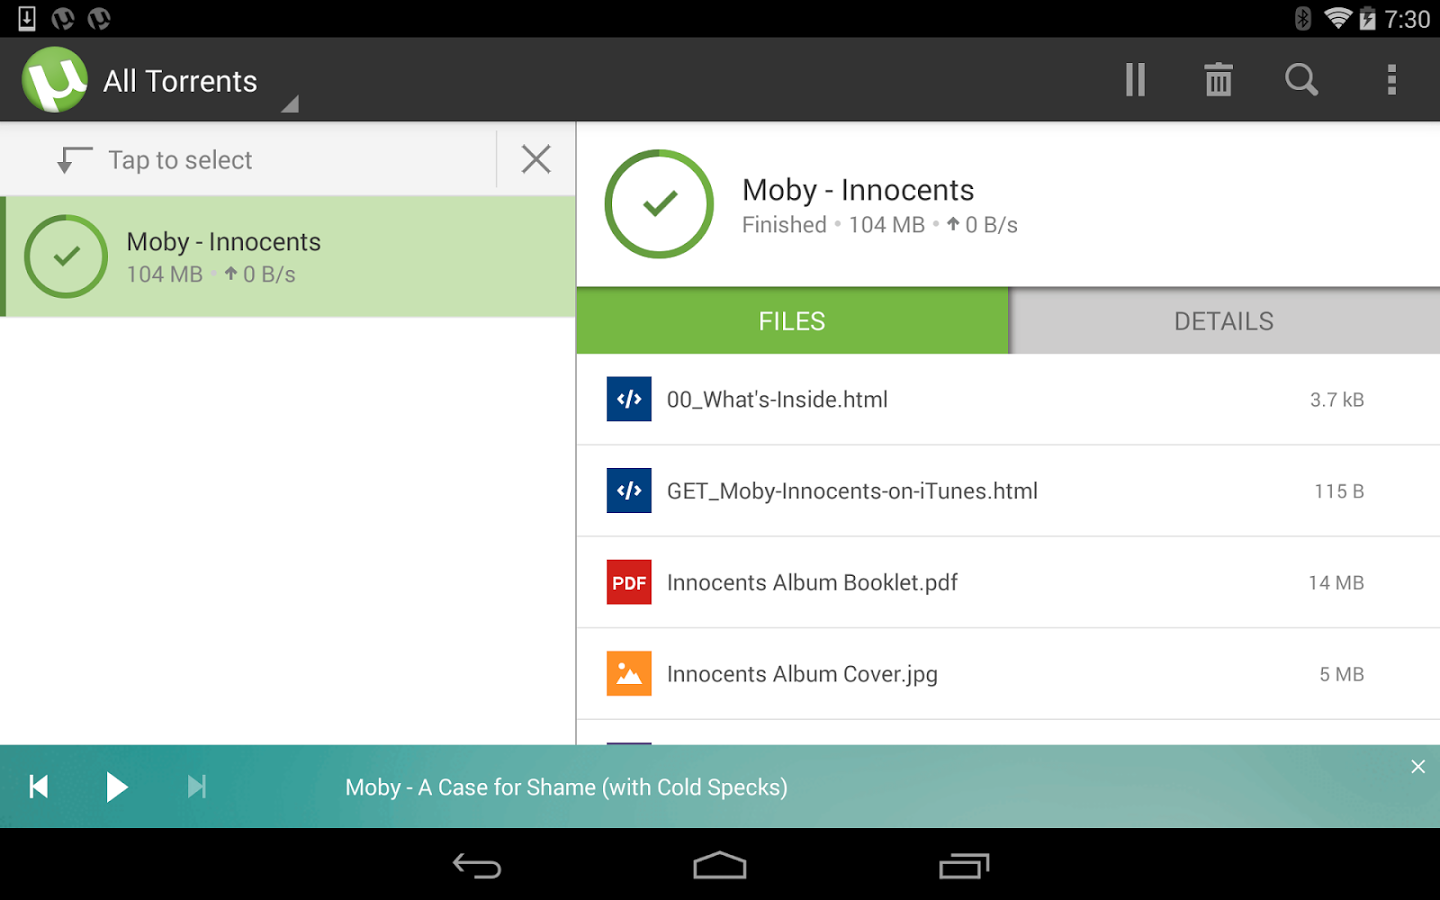 7:30
µ All Torrents
Tap to select
Moby - Innocents
104 MB • ↑ 0 B/s
Moby - Innocents
Finished • 104 MB • ↑ 0 B/s
FILES
DETAILS
</> 00_What's-Inside.html 3.7 kB
</> GET_Moby-Innocents-on-iTunes.html 115 B
PDF Innocents Album Booklet.pdf 14 MB
Innocents Album Cover.jpg 5 MB
Moby - A Case for Shame (with Cold Specks)